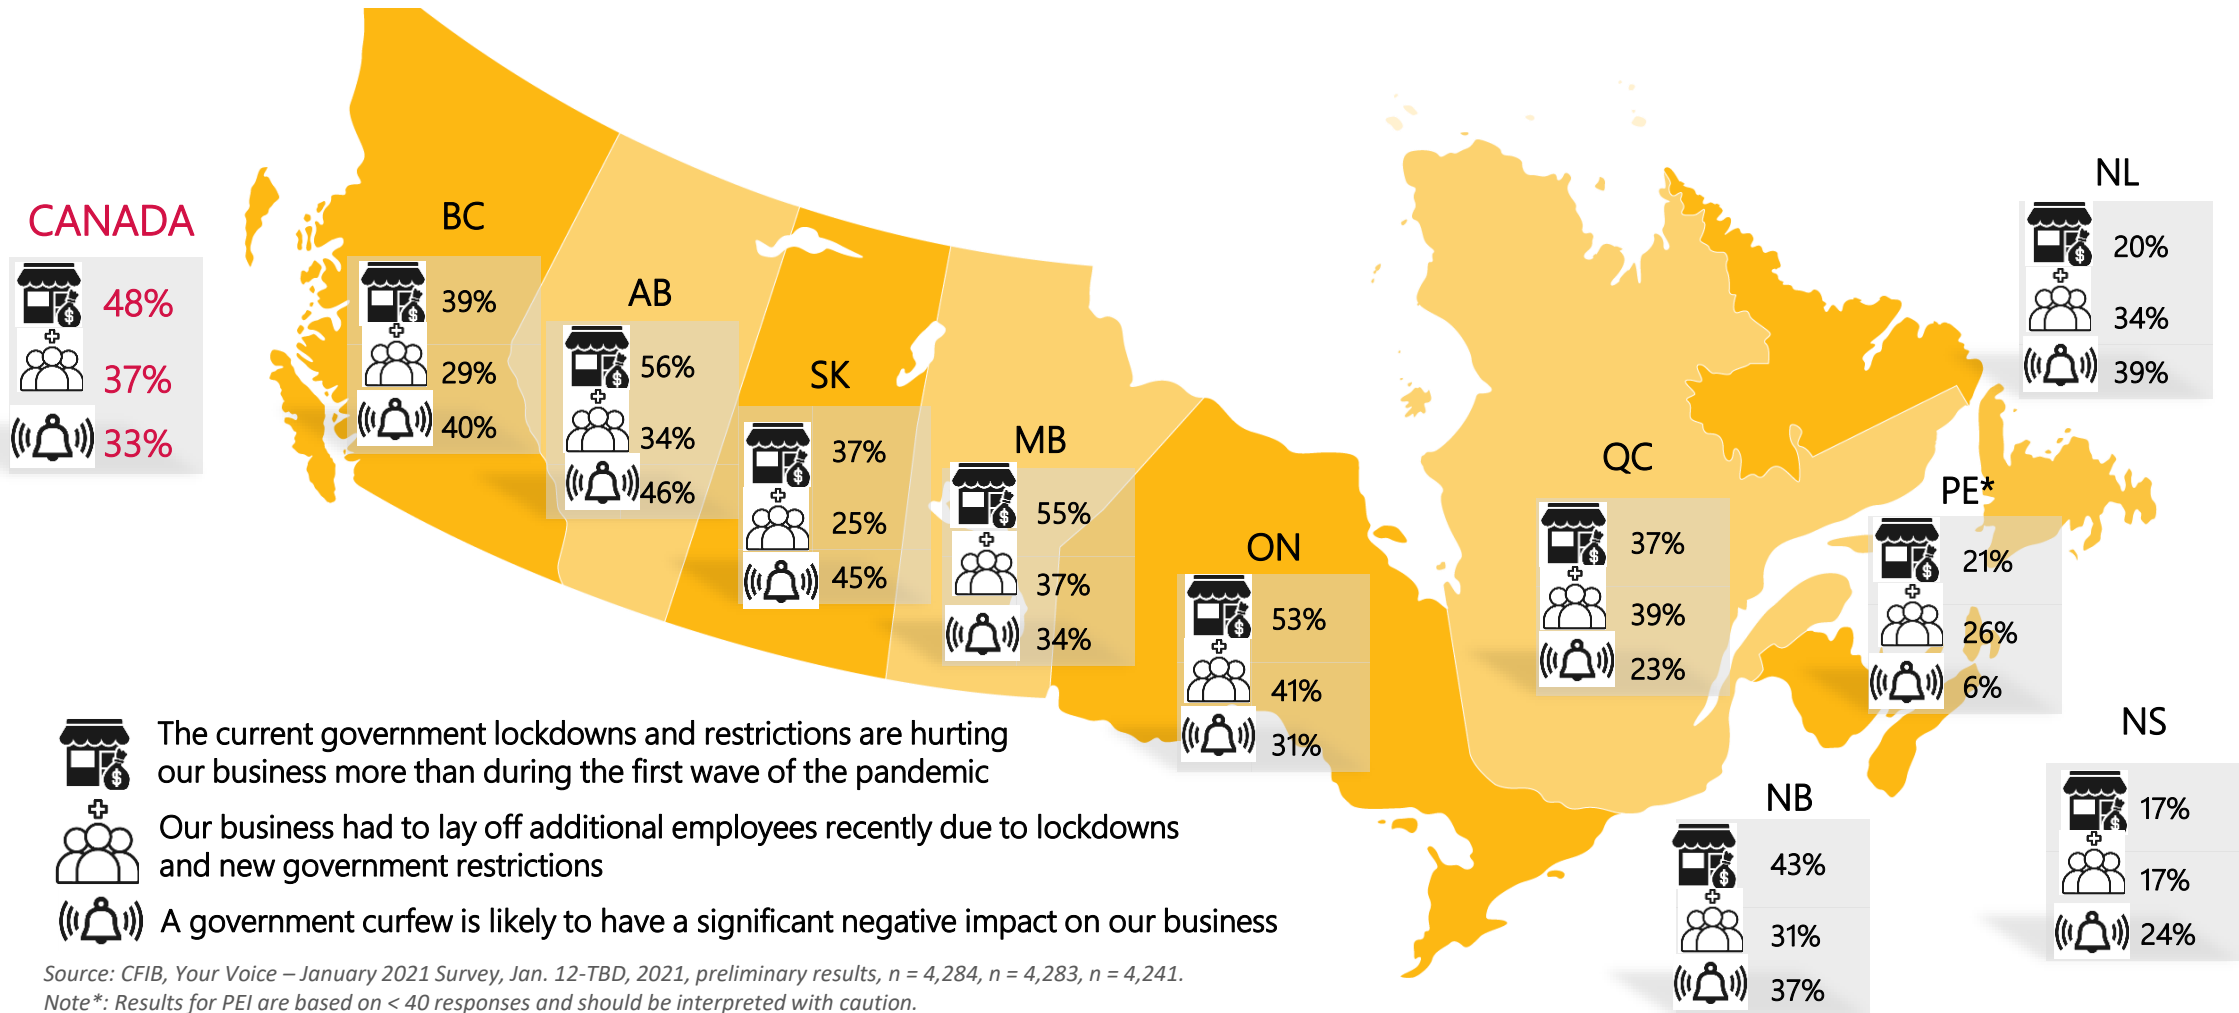 CANADA
48%
37%
33%
BC
39%
29%
40%
AB
56%
34%
46%
SK
37%
25%
45%
MB
55%
37%
34%
ON
53%
41%
31%
QC
37%
39%
23%
NL
20%
34%
39%
PE*
21%
26%
6%
NS
17%
17%
24%
NB
43%
31%
37%
The current government lockdowns and restrictions are hurting
our business more than during the first wave of the pandemic
Our business had to lay off additional employees recently due to lockdowns
and new government restrictions
A government curfew is likely to have a significant negative impact on our business
Source: CFIB, Your Voice – January 2021 Survey, Jan. 12-TBD, 2021, preliminary results, n = 4,284, n = 4,283, n = 4,241.
Note*: Results for PEI are based on < 40 responses and should be interpreted with caution.